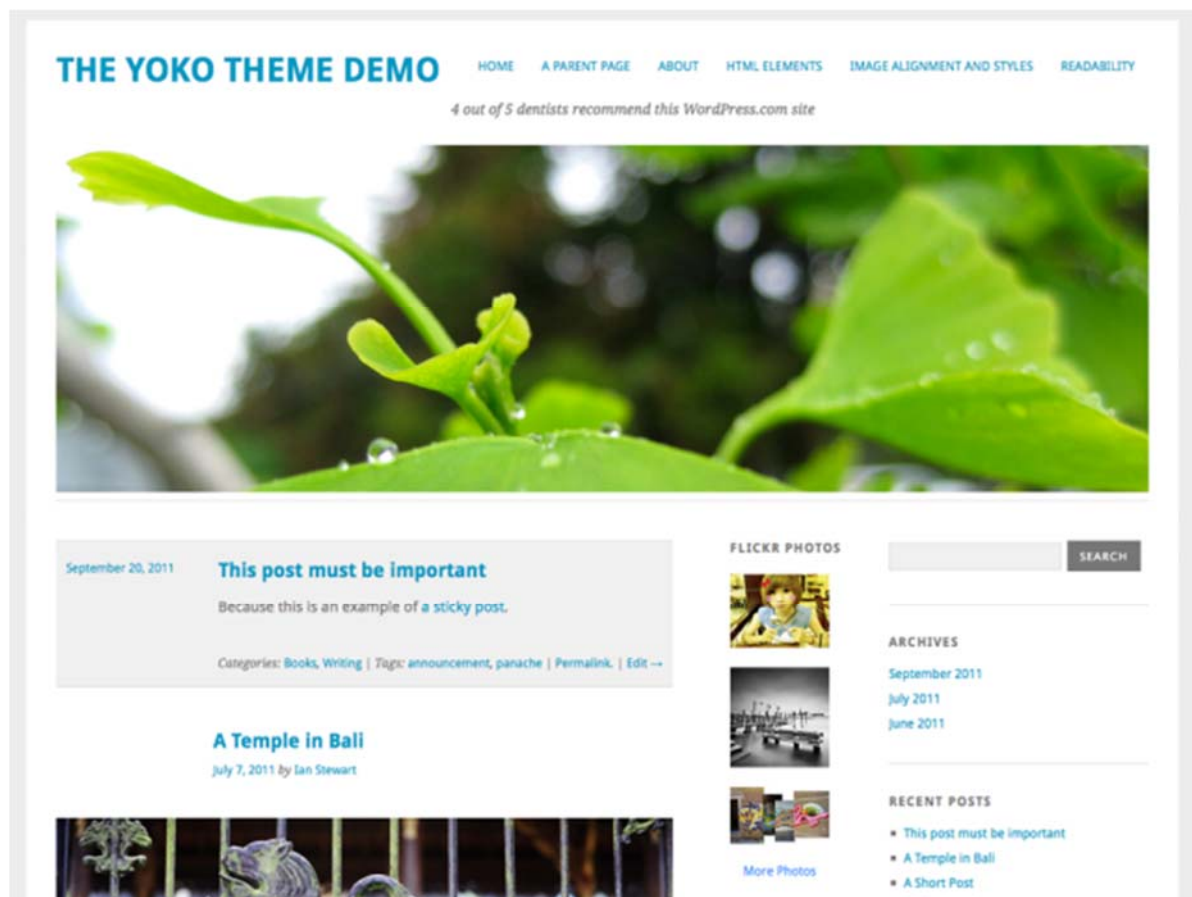 THE YOKO THEME DEMO
HOME A PARENT PAGE ABOUT HTML ELEMENTS IMAGE ALIGNMENT AND STYLES READABILITY
4 out of 5 dentists recommend this WordPress.com site
September 20, 2011
This post must be important
Because this is an example of a sticky post.
Categories: Books, Writing | Tags: announcement, panache | Permalink. | Edit →
A Temple in Bali
July 7, 2011 by Ian Stewart
FLICKR PHOTOS
More Photos
SEARCH
ARCHIVES
September 2011
July 2011
June 2011
RECENT POSTS
This post must be important
A Temple in Bali
A Short Post